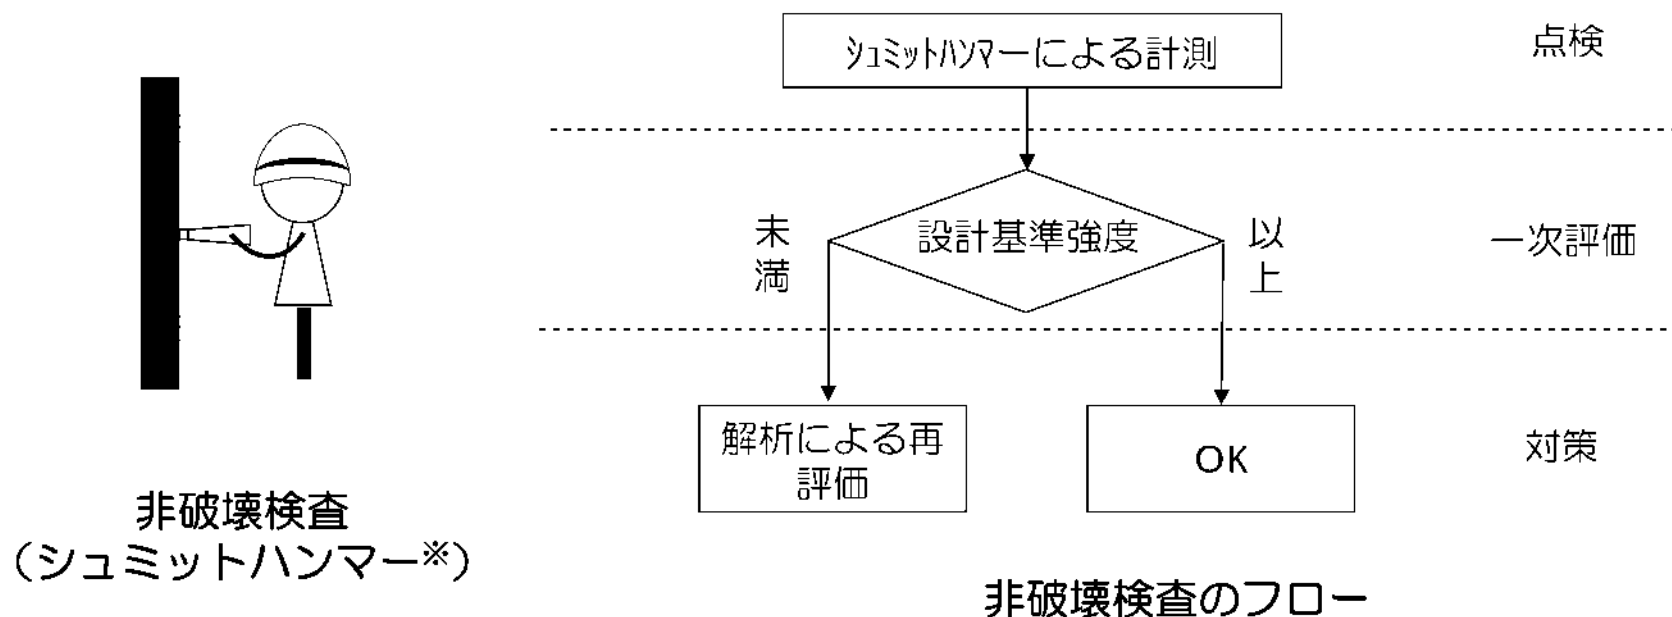 ｼｭﾐｯﾄﾊﾝﾏｰによる計測
点検
設計基準強度
未満
以上
一次評価
解析による再
評価
OK
対策
非破壊検査
（シュミットハンマー※）
非破壊検査のフロー